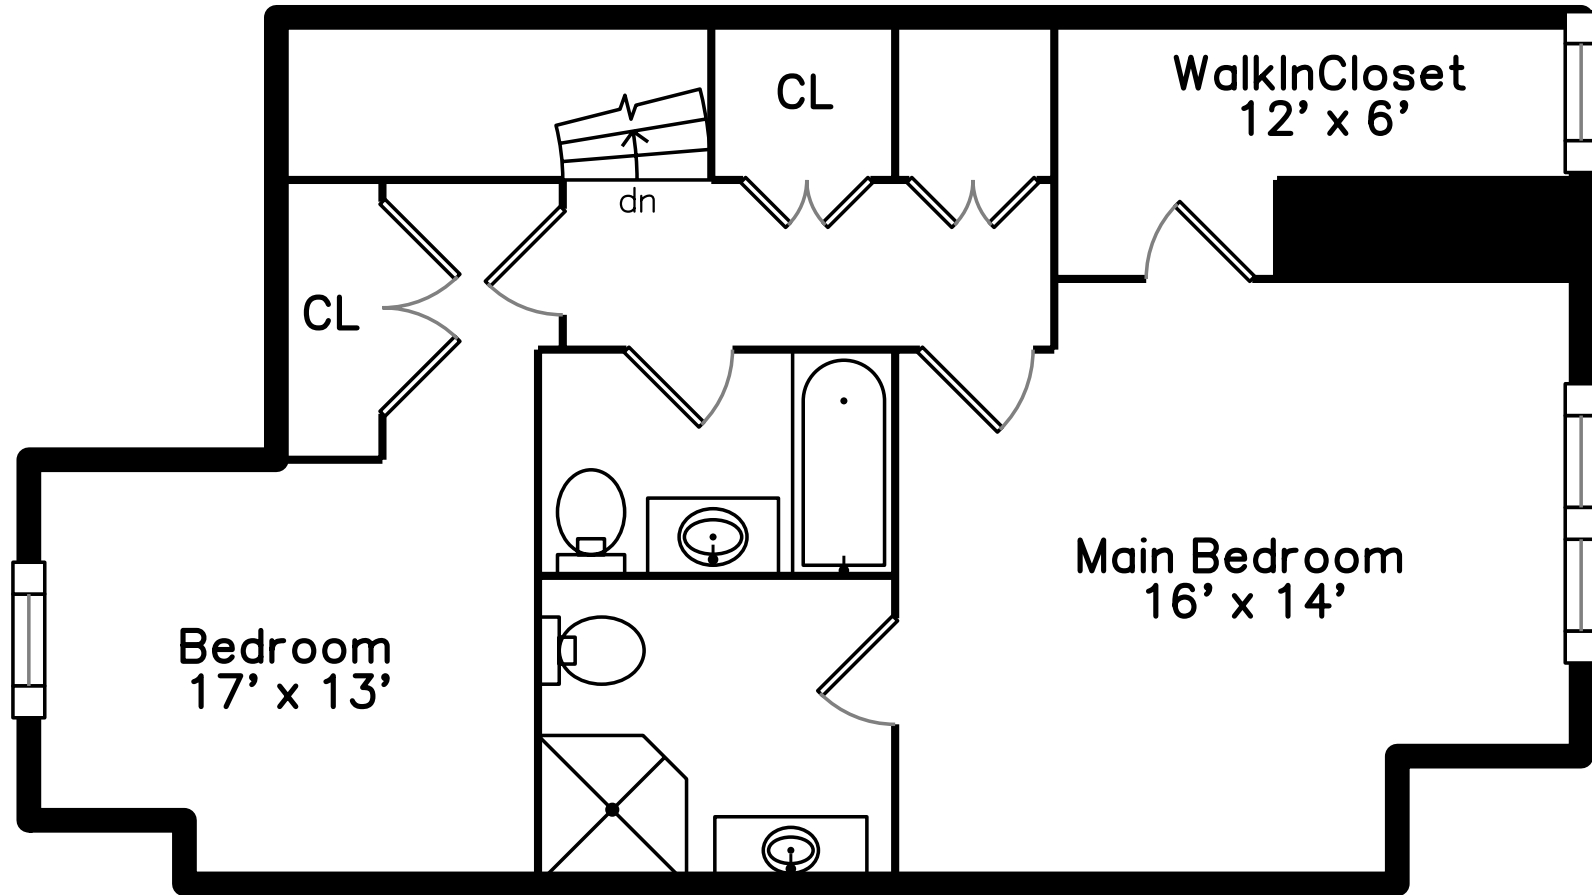 WalkInCloset
12' x 6'
CL
dn
CL
Main Bedroom
16' x 14'
Bedroom
17' x 13'